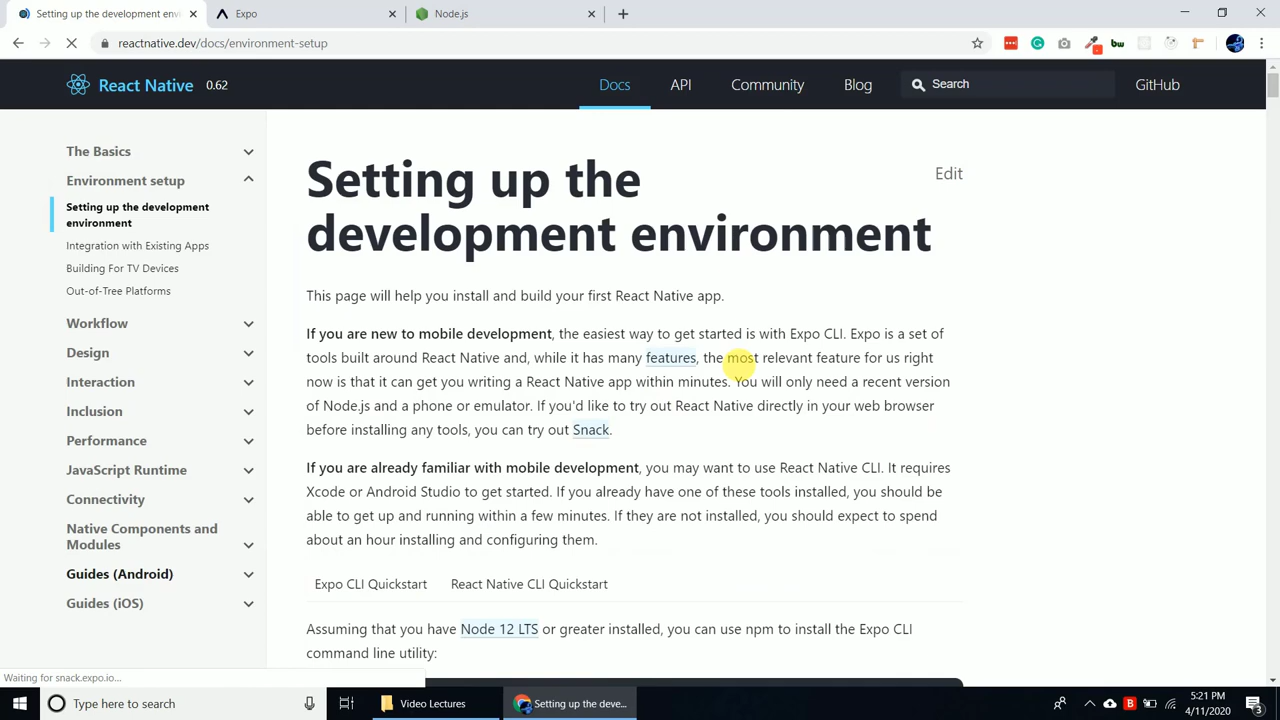 Setting up the development envi
Expo
Node.js
reactnative.dev/docs/environment-setup
React Native 0.62
Docs
API
Community
Blog
Search
GitHub
The Basics
Environment setup
Setting up the development
environment
Integration with Existing Apps
Building For TV Devices
Out-of-Tree Platforms
Workflow
Design
Interaction
Inclusion
Performance
JavaScript Runtime
Connectivity
Native Components and
Modules
Guides (Android)
Guides (iOS)
Edit
Setting up the
development environment
This page will help you install and build your first React Native app.
If you are new to mobile development, the easiest way to get started is with Expo CLI. Expo is a set of
tools built around React Native and, while it has many features, the most relevant feature for us right
now is that it can get you writing a React Native app within minutes. You will only need a recent version
of Node.js and a phone or emulator. If you'd like to try out React Native directly in your web browser
before installing any tools, you can try out Snack.
If you are already familiar with mobile development, you may want to use React Native CLI. It requires
Xcode or Android Studio to get started. If you already have one of these tools installed, you should be
able to get up and running within a few minutes. If they are not installed, you should expect to spend
about an hour installing and configuring them.
Expo CLI Quickstart
React Native CLI Quickstart
Assuming that you have Node 12 LTS or greater installed, you can use npm to install the Expo CLI
command line utility:
Waiting for snack.expo.io...
Type here to search
Video Lectures
Setting up the deve...
5:21 PM
4/11/2020
3